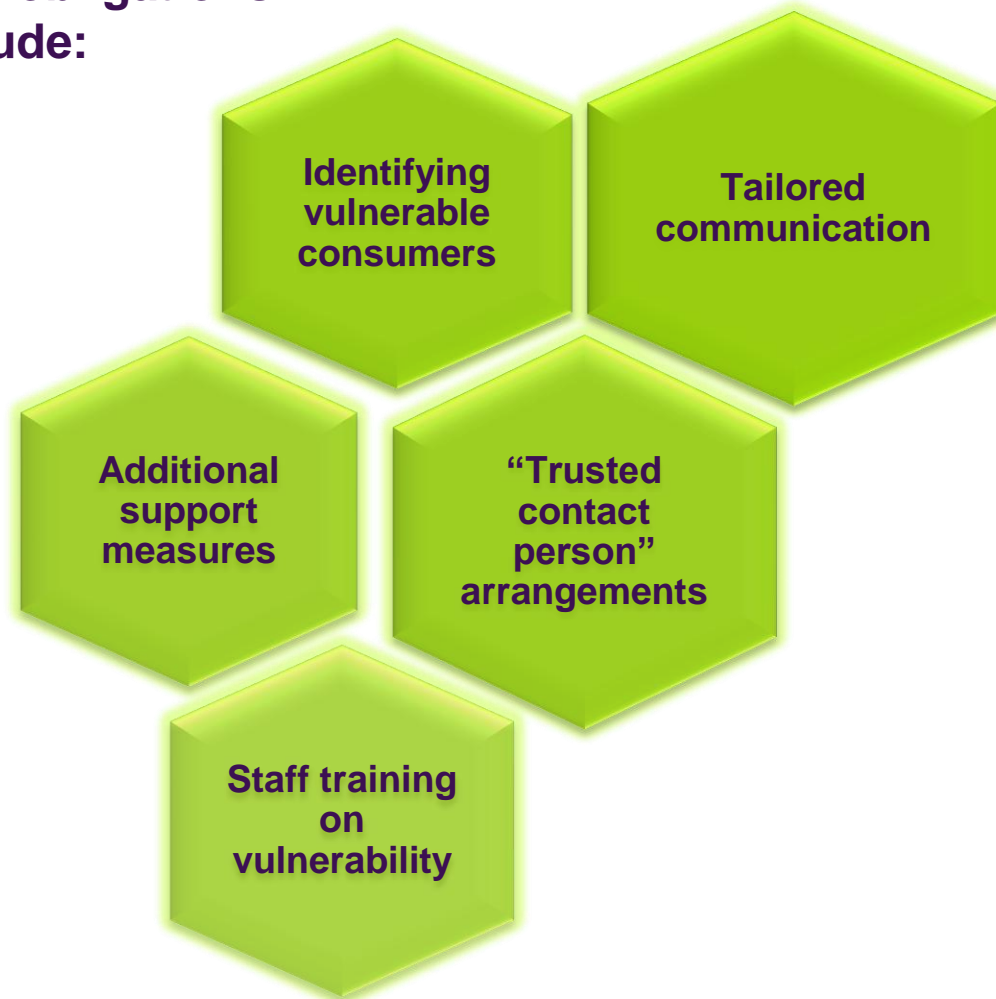 ude:
Identifying
vulnerable
consumers
Tailored
communication
Additional
support
measures
“Trusted
contact
person”
arrangements
Staff training
on
vulnerability